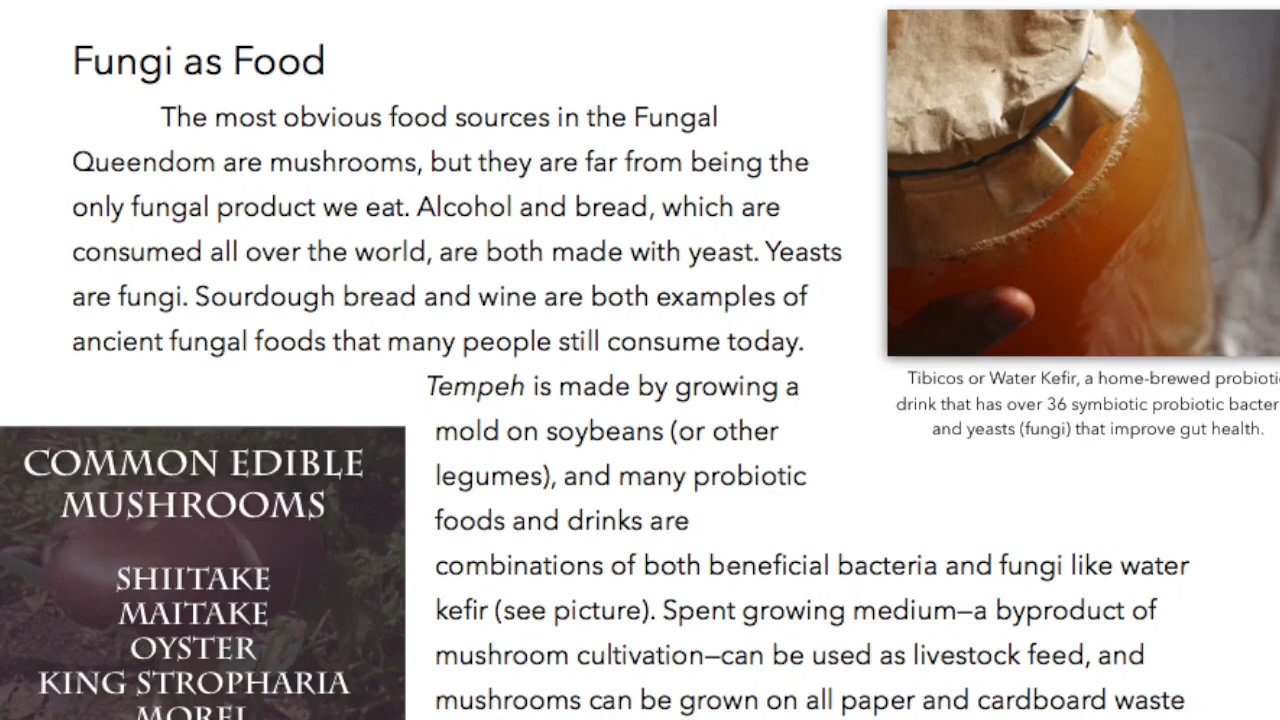 Fungi as Food
The most obvious food sources in the Fungal
Queendom are mushrooms, but they are far from being the
only fungal product we eat. Alcohol and bread, which are
consumed all over the world, are both made with yeast. Yeasts
are fungi. Sourdough bread and wine are both examples of
ancient fungal foods that many people still consume today.
Tempeh is made by growing a
mold on soybeans (or other
legumes), and many probiotic
foods and drinks are
combinations of both beneficial bacteria and fungi like water
kefir (see picture). Spent growing medium—a byproduct of
mushroom cultivation—can be used as livestock feed, and
mushrooms can be grown on all paper and cardboard waste
Tibicos or Water Kefir, a home-brewed
drink that has over 36 symbiotic probiotic
and yeasts (fungi) that improve gut health.
COMMON EDIBLE
MUSHROOMS
SHIITAKE
MAITAKE
OYSTER
KING STROPHARIA
MOREL